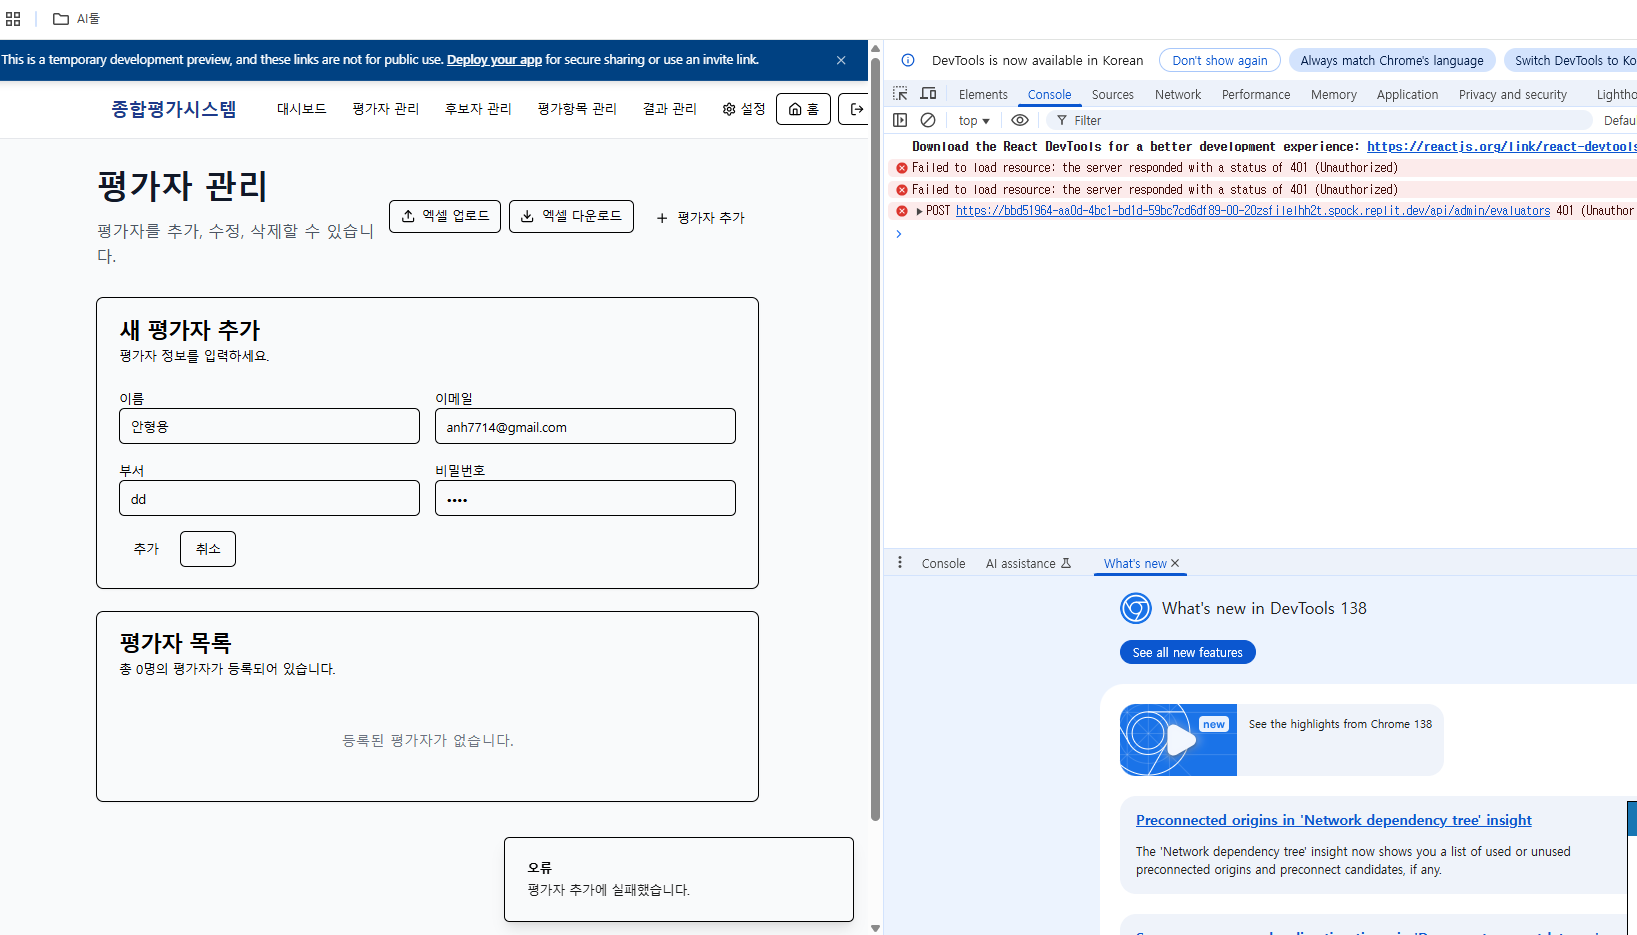 AI툴
This is a temporary development preview, and these links are not for public use. Deploy your app for secure sharing or use an invite link.
종합평가시스템 대시보드 평가자 관리 후보자 관리 평가항목 관리 결과 관리 설정 홈
평가자 관리
평가자를 추가, 수정, 삭제할 수 있습니
다.
엑셀 업로드 엑셀 다운로드 + 평가자 추가
새 평가자 추가
평가자 정보를 입력하세요.
이름 이메일
안형용 anh7714@gmail.com
부서 비밀번호
dd ••••
추가 취소
평가자 목록
총 0명의 평가자가 등록되어 있습니다.
등록된 평가자가 없습니다.
오류
평가자 추가에 실패했습니다.
DevTools is now available in Korean Don't show again Always match Chrome's language Switch DevTools to Ko
Elements Console Sources Network Performance Memory Application Privacy and security Lightho
top Filter Defau
Download the React DevTools for a better development experience: https://reactjs.org/link/react-devtools
Failed to load resource: the server responded with a status of 401 (Unauthorized)
Failed to load resource: the server responded with a status of 401 (Unauthorized)
POST https://bbd51964-aa0d-4bc1-bd1d-59bc7cd6df89-00-20zsfilelhh2t.spock.replit.dev/api/admin/evaluators 401 (Unauthor
Console AI assistance What's new
What's new in DevTools 138
See all new features
new
See the highlights from Chrome 138
Preconnected origins in 'Network dependency tree' insight
The 'Network dependency tree' insight now shows you a list of used or unused
preconnected origins and preconnect candidates, if any.